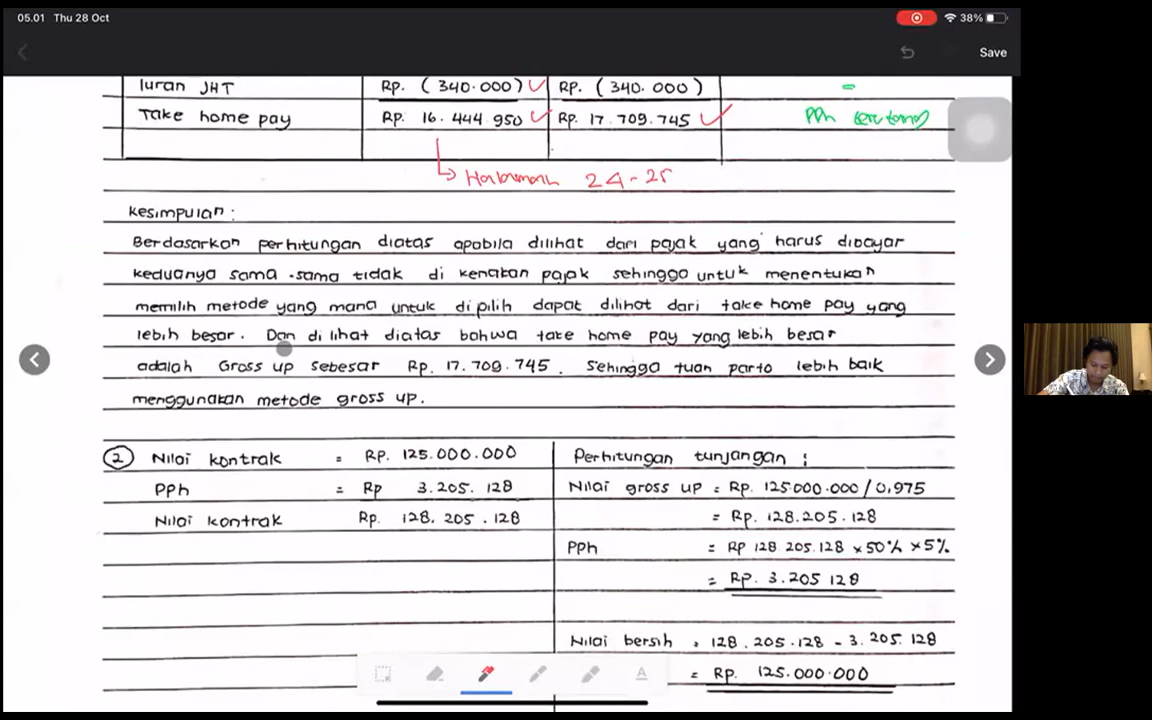 05.01 Thu 28 Oct
38%
Save
Iuran JHT Rp. (340.000) Rp. (340.000) -
Take home pay Rp. 16.444.950 Rp. 17.709.745 PPh terutang
Halaman 24-25
Kesimpulan :
Berdasarkan perhitungan diatas apabila dilihat dari pajak yang harus dibayar
keduanya sama-sama tidak di kenakan pajak sehingga untuk menentukan
memilih metode yang mana untuk di pilih dapat dilihat dari take home pay yang
lebih besar. Dan di lihat diatas bahwa take home pay yang lebih besar
adalah Gross up sebesar Rp. 17.709.745. Sehingga tuan parto lebih baik
menggunakan metode gross up.
2 Nilai kontrak = RP. 125.000.000
PPh = Rp 3.205.128
Nilai kontrak Rp. 128.205.128
Perhitungan tunjangan :
Nilai gross up = Rp. 125.000.000 / 0,975
= Rp. 128.205.128
PPh = RP 128.205.128 x 50% x 5%
= Rp. 3.205 128
Nilai bersih = 128.205.128 - 3.205.128
= Rp. 125.000.000
A